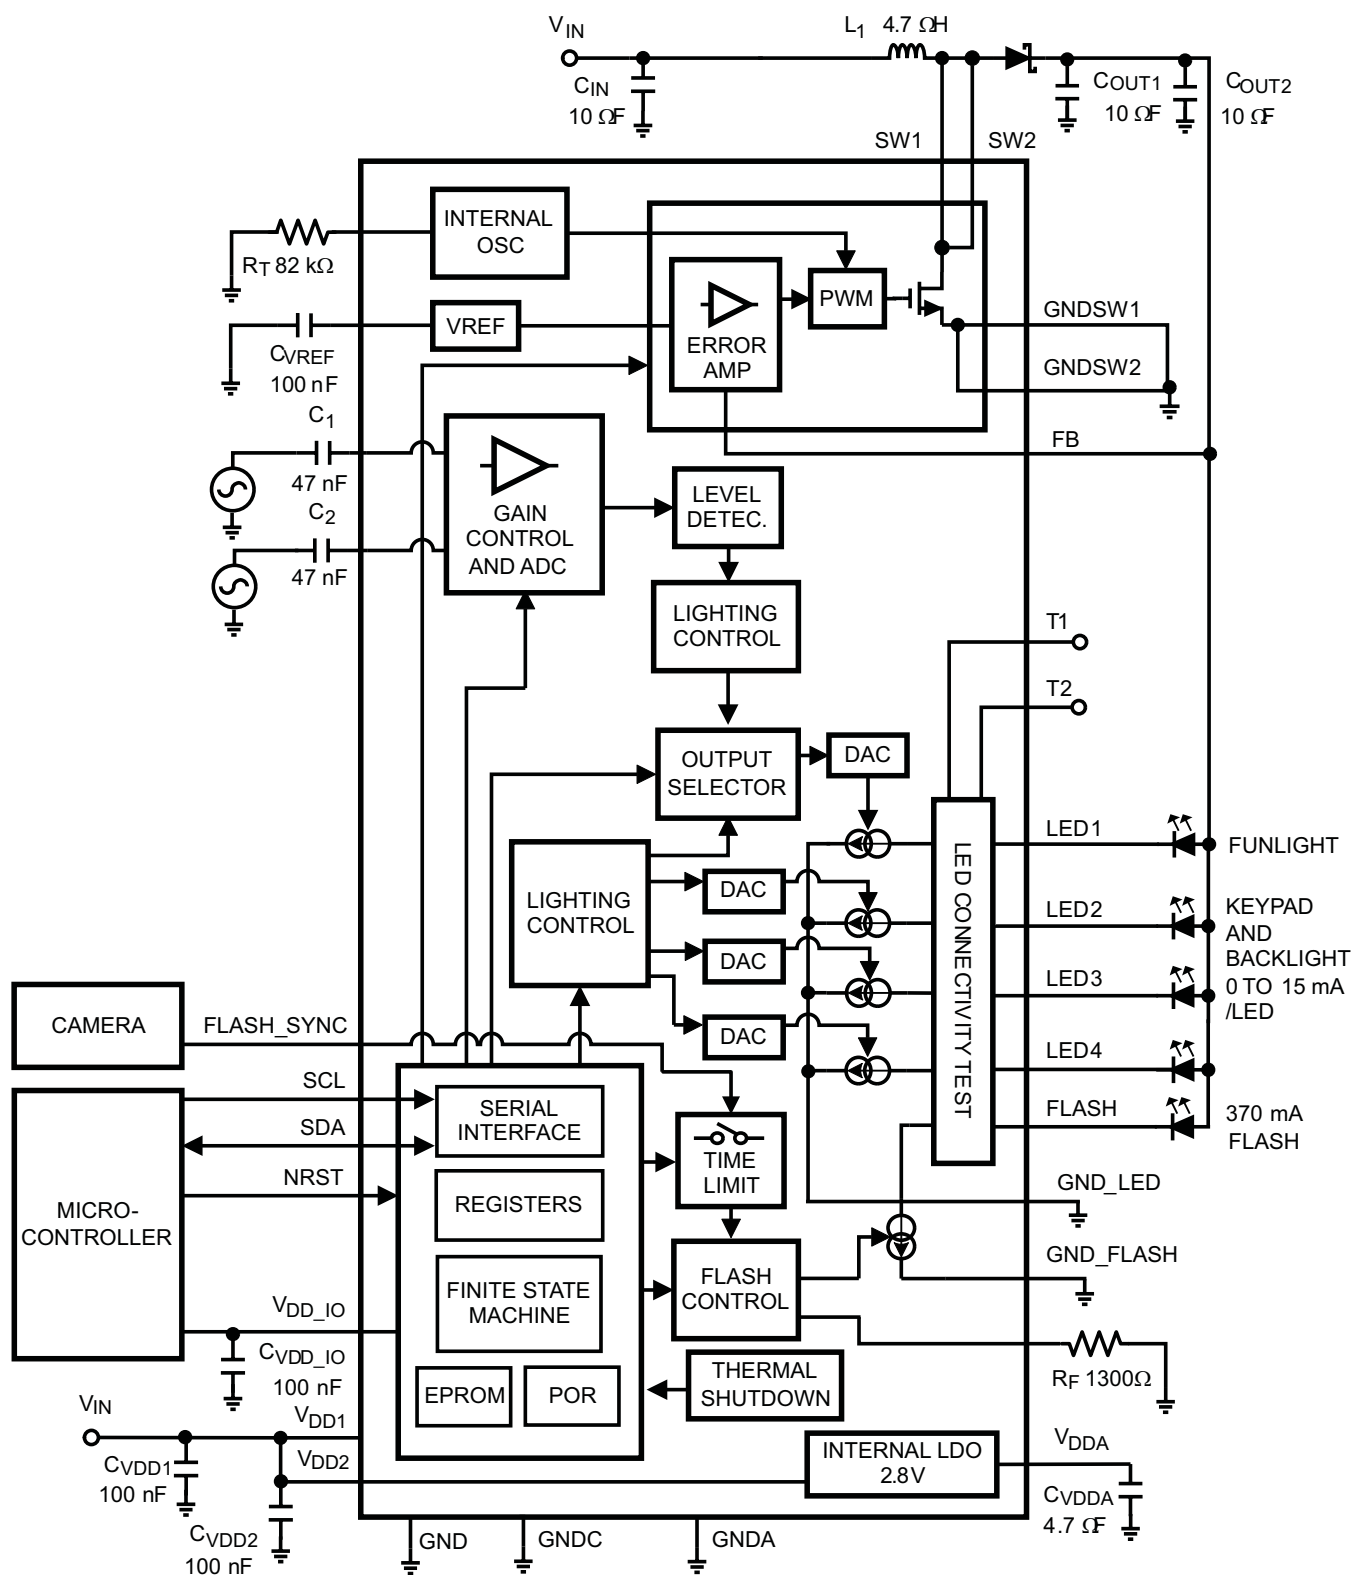 VIN
L1 4.7 ΩH
CIN
10 ΩF
COUT1
10 ΩF
COUT2
10 ΩF
SW1
SW2
INTERNAL
OSC
RT 82 kΩ
PWM
VREF
ERROR
AMP
GNDSW1
GNDSW2
CVREF
100 nF
C1
47 nF
FB
LEVEL
DETEC.
GAIN
CONTROL
AND ADC
C2
47 nF
LIGHTING
CONTROL
T1
T2
OUTPUT
SELECTOR
DAC
LED CONNECTIVITY TEST
LED1
FUNLIGHT
LIGHTING
CONTROL
DAC
DAC
DAC
LED2
KEYPAD
AND
BACKLIGHT
0 TO 15 mA
/LED
LED3
LED4
FLASH
370 mA
FLASH
CAMERA
FLASH_SYNC
SCL
SDA
NRST
MICRO-
CONTROLLER
SERIAL
INTERFACE
REGISTERS
FINITE STATE
MACHINE
EPROM
POR
TIME
LIMIT
FLASH
CONTROL
GND_LED
GND_FLASH
THERMAL
SHUTDOWN
RF 1300Ω
VDD_IO
CVDD_IO
100 nF
VIN
VDD1
VDD2
CVDD1
100 nF
CVDD2
100 nF
INTERNAL LDO
2.8V
VDDA
CVDDA
4.7 ΩF
GND
GNDC
GNDA